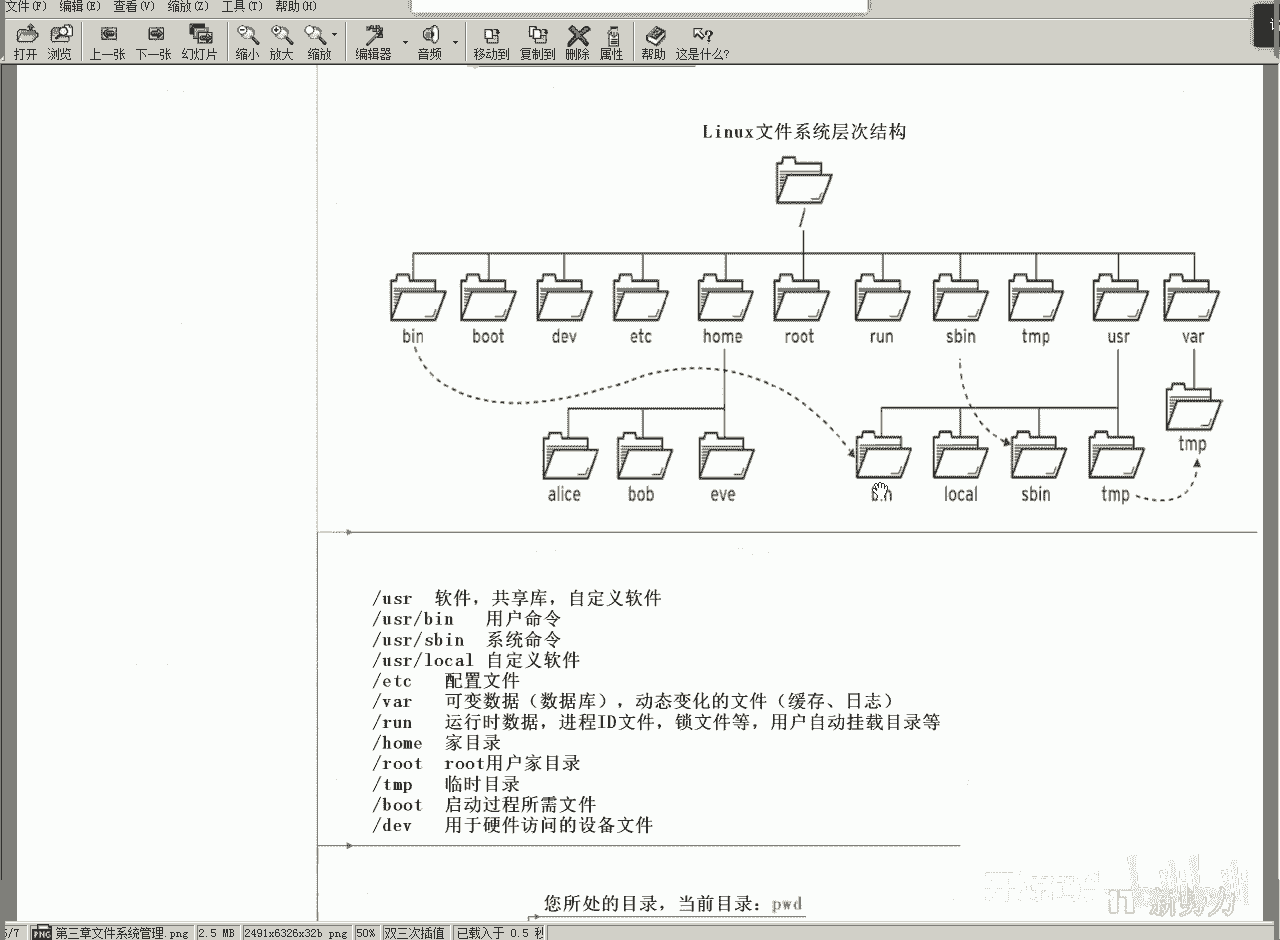 文件(F) 编辑(E) 查看(V) 缩放(Z) 工具(T) 帮助(H)
打开 浏览 上一张 下一张 幻灯片 缩小 放大 缩放 编辑器 音频 移动到 复制到 删除 属性 帮助 这是什么?
Linux文件系统层次结构
/
bin boot dev etc home root run sbin tmp usr var
tmp
alice bob eve bin local sbin tmp
/usr 软件，共享库，自定义软件
/usr/bin 用户命令
/usr/sbin 系统命令
/usr/local 自定义软件
/etc 配置文件
/var 可变数据（数据库），动态变化的文件（缓存、日志）
/run 运行时数据，进程ID文件，锁文件等，用户自动挂载目录等
/home 家目录
/root root用户家目录
/tmp 临时目录
/boot 启动过程所需文件
/dev 用于硬件访问的设备文件
您所处的目录，当前目录：pwd
IT 新势力
5/7 PNG 第三章文件系统管理.png 2.5 MB 2491x6326x32b png 50% 双三次插值 已载入于 0.5 秒